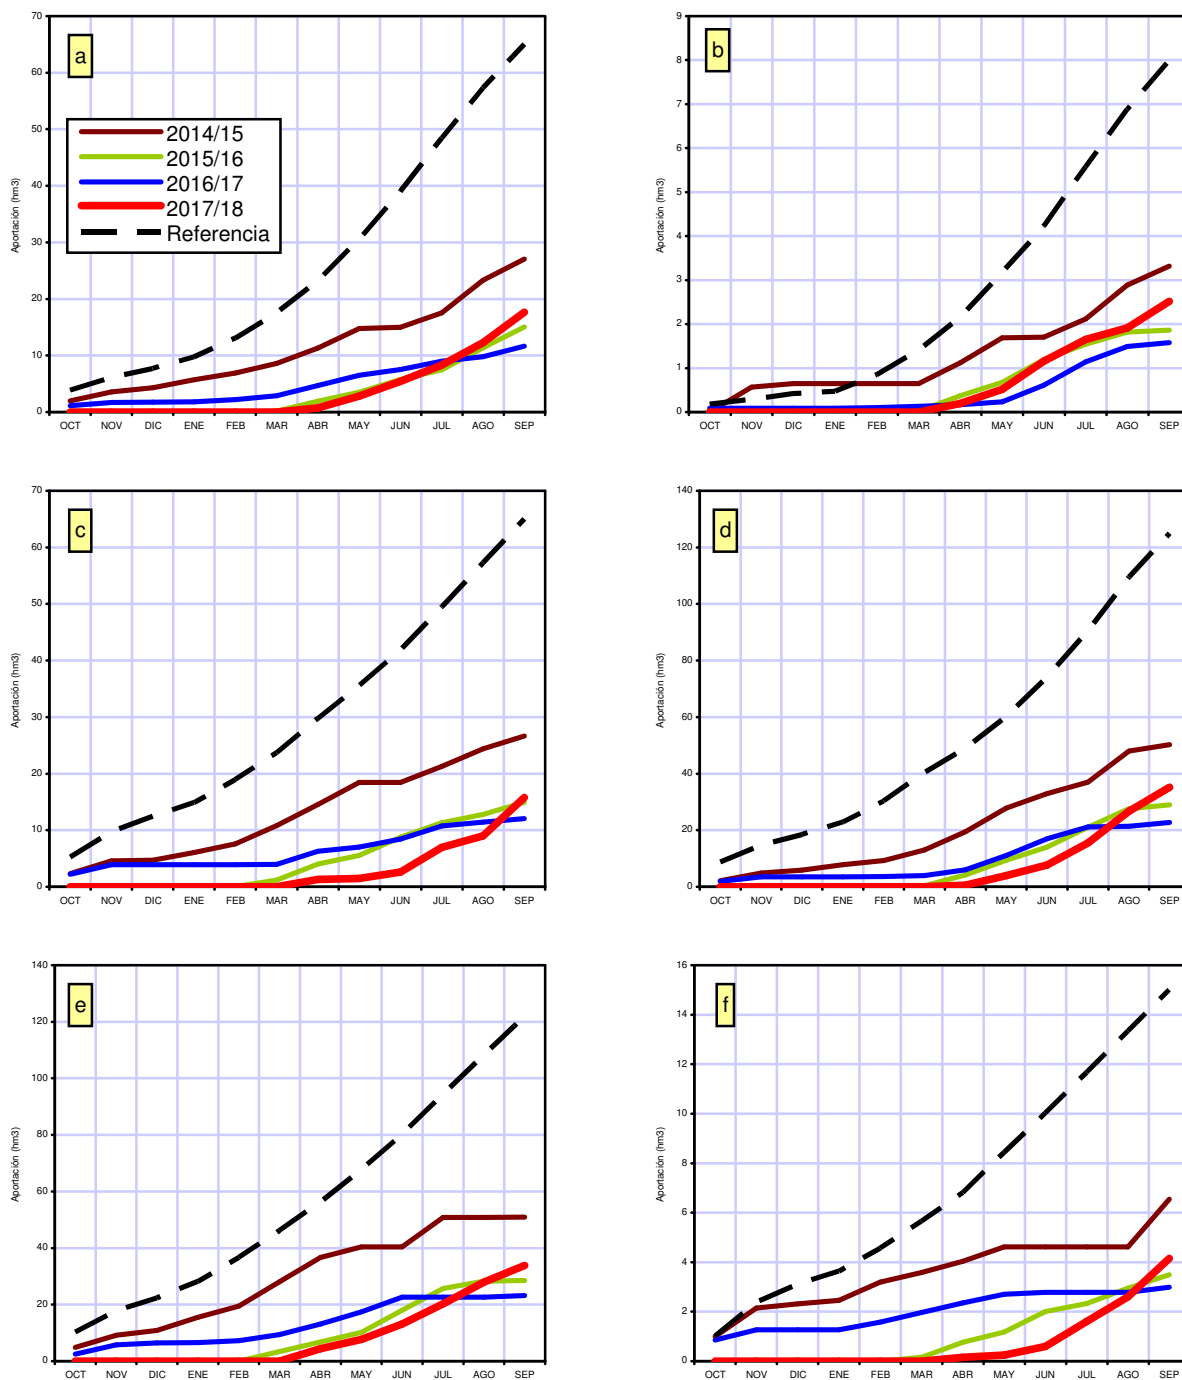 a
70
60
50
40
30
20
10
0
Aportación (hm3)
2014/15
2015/16
2016/17
2017/18
Referencia
OCT NOV DIC ENE FEB MAR ABR MAY JUN JUL AGO SEP
b
9
8
7
6
5
4
3
2
1
0
Aportación (hm3)
OCT NOV DIC ENE FEB MAR ABR MAY JUN JUL AGO SEP
c
70
60
50
40
30
20
10
0
Aportación (hm3)
OCT NOV DIC ENE FEB MAR ABR MAY JUN JUL AGO SEP
d
140
120
100
80
60
40
20
0
Aportación (hm3)
OCT NOV DIC ENE FEB MAR ABR MAY JUN JUL AGO SEP
e
140
120
100
80
60
40
20
0
Aportación (hm3)
OCT NOV DIC ENE FEB MAR ABR MAY JUN JUL AGO SEP
f
16
14
12
10
8
6
4
2
0
Aportación (hm3)
OCT NOV DIC ENE FEB MAR ABR MAY JUN JUL AGO SEP